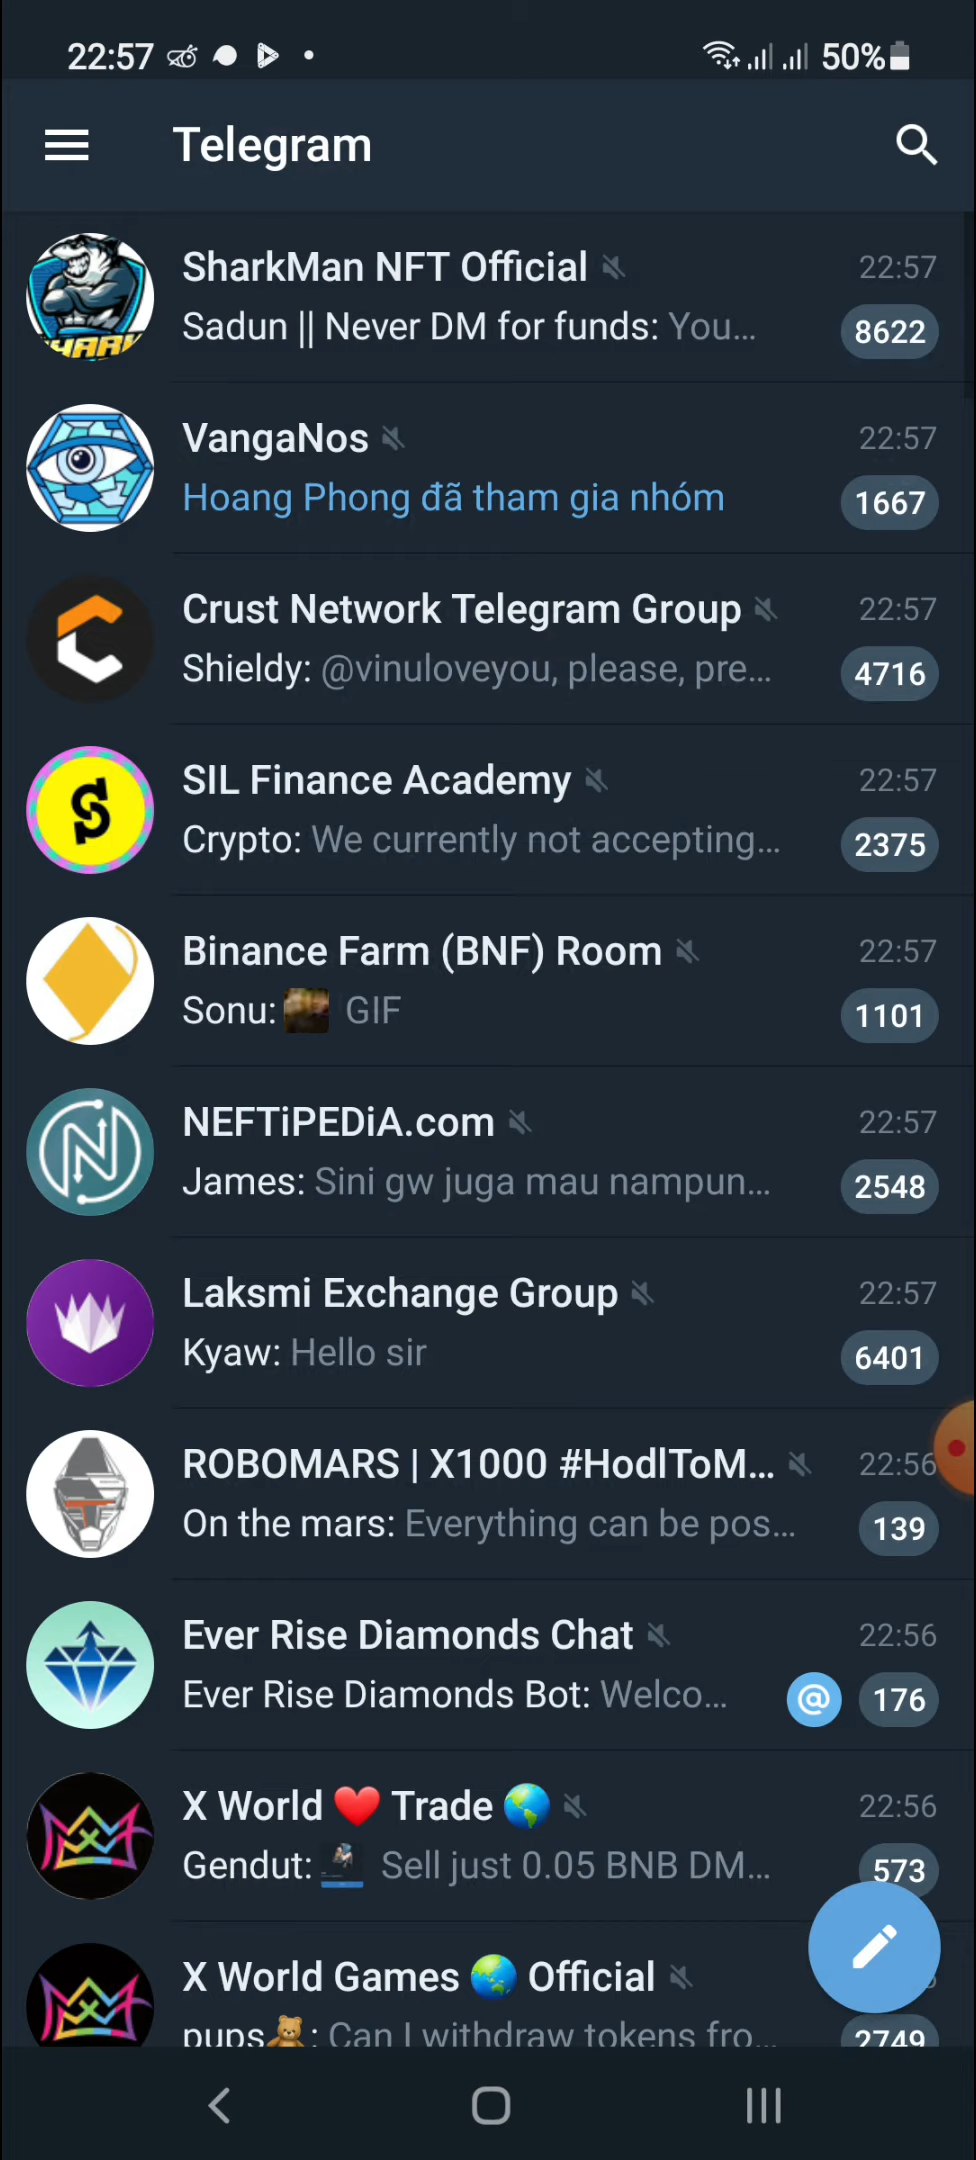 22:57
50%
Telegram
SharkMan NFT Official
22:57
Sadun || Never DM for funds: You...
8622
VangaNos
22:57
Hoang Phong đã tham gia nhóm
1667
Crust Network Telegram Group
22:57
Shieldy: @vinuloveyou, please, pre...
4716
SIL Finance Academy
22:57
Crypto: We currently not accepting...
2375
Binance Farm (BNF) Room
22:57
Sonu: GIF
1101
NEFTiPEDiA.com
22:57
James: Sini gw juga mau nampun...
2548
Laksmi Exchange Group
22:57
Kyaw: Hello sir
6401
ROBOMARS | X1000 #HodlToM...
22:56
On the mars: Everything can be pos...
139
Ever Rise Diamonds Chat
22:56
Ever Rise Diamonds Bot: Welco...
@ 176
X World ❤️ Trade 🌎
22:56
Gendut: Sell just 0.05 BNB DM...
573
X World Games 🌏 Official
pups🧸: Can I withdraw tokens fro...
2749